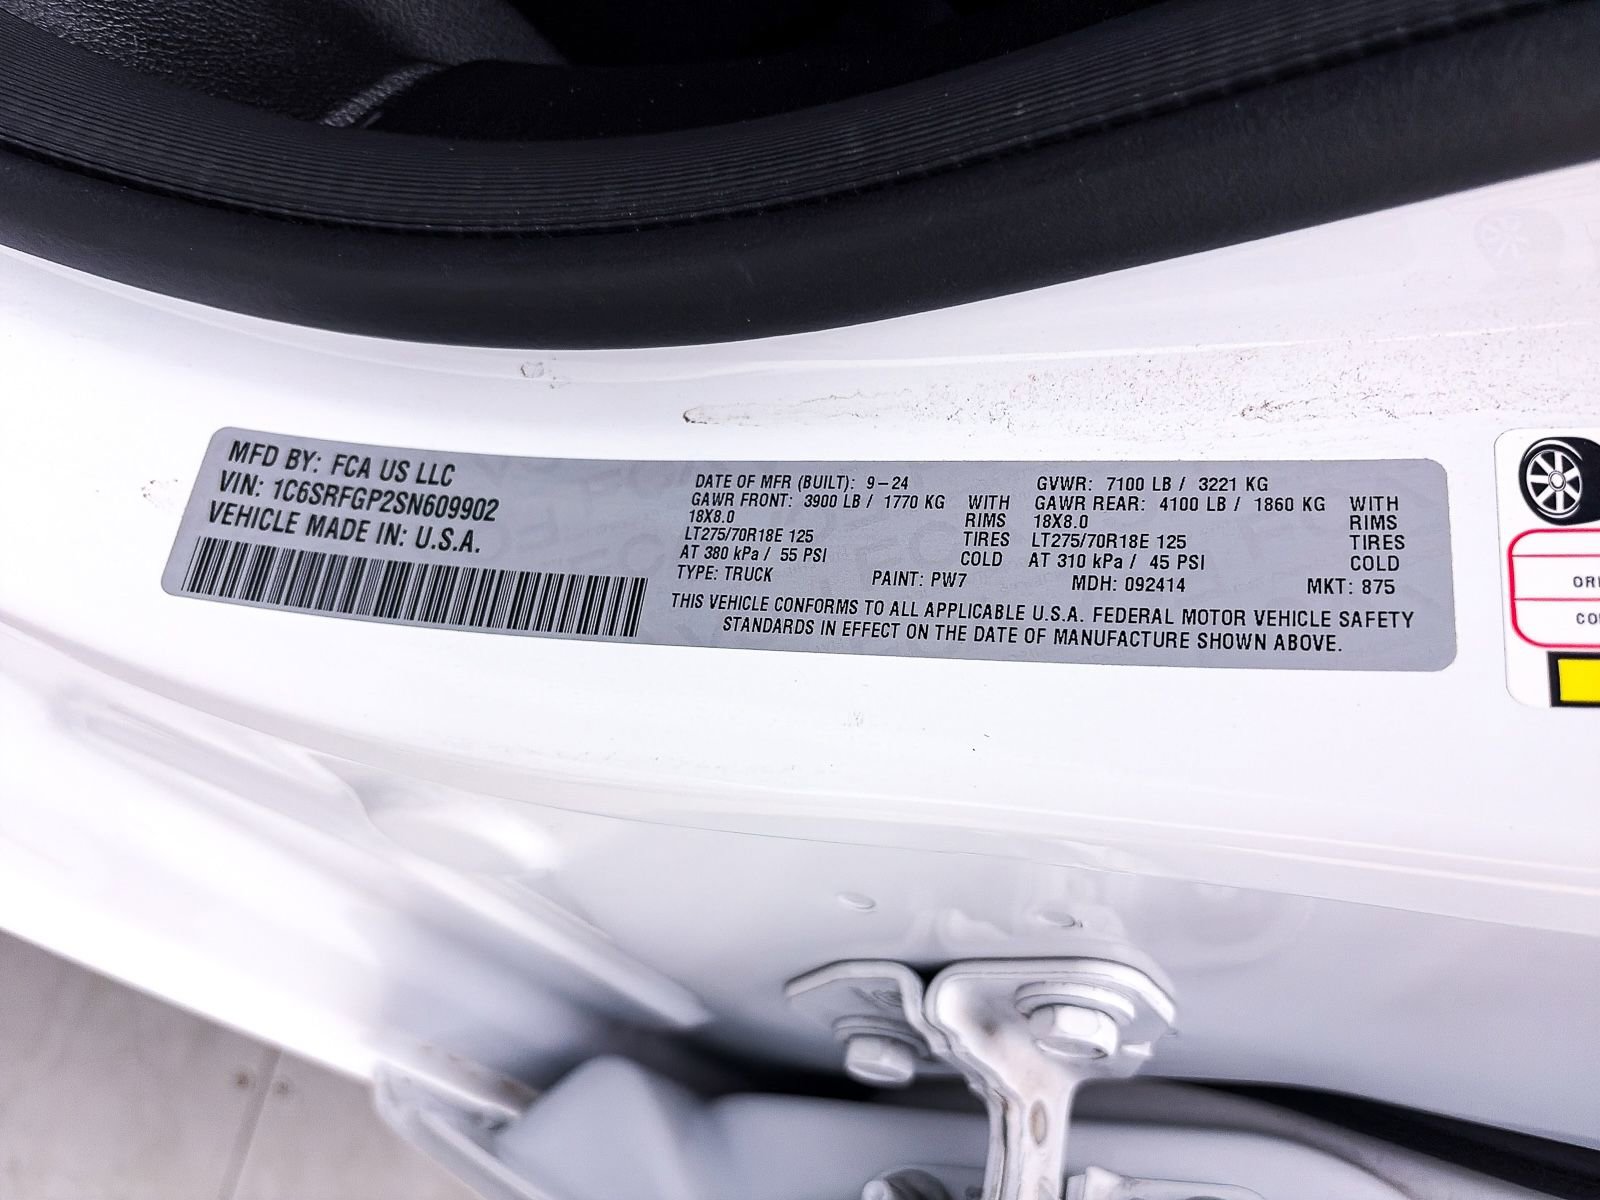 MFD BY: FCA US LLC
VIN: 1C6SRFGP2SN609902
VEHICLE MADE IN: U.S.A.
DATE OF MFR (BUILT): 9-24 GVWR: 7100 LB / 3221 KG
GAWR FRONT: 3900 LB / 1770 KG WITH GAWR REAR: 4100 LB / 1860 KG WITH
18X8.0 RIMS 18X8.0 RIMS
LT275/70R18E 125 TIRES LT275/70R18E 125 TIRES
AT 380 kPa / 55 PSI COLD AT 310 kPa / 45 PSI COLD
TYPE: TRUCK PAINT: PW7 MDH: 092414 MKT: 875
THIS VEHICLE CONFORMS TO ALL APPLICABLE U.S.A. FEDERAL MOTOR VEHICLE SAFETY
STANDARDS IN EFFECT ON THE DATE OF MANUFACTURE SHOWN ABOVE.